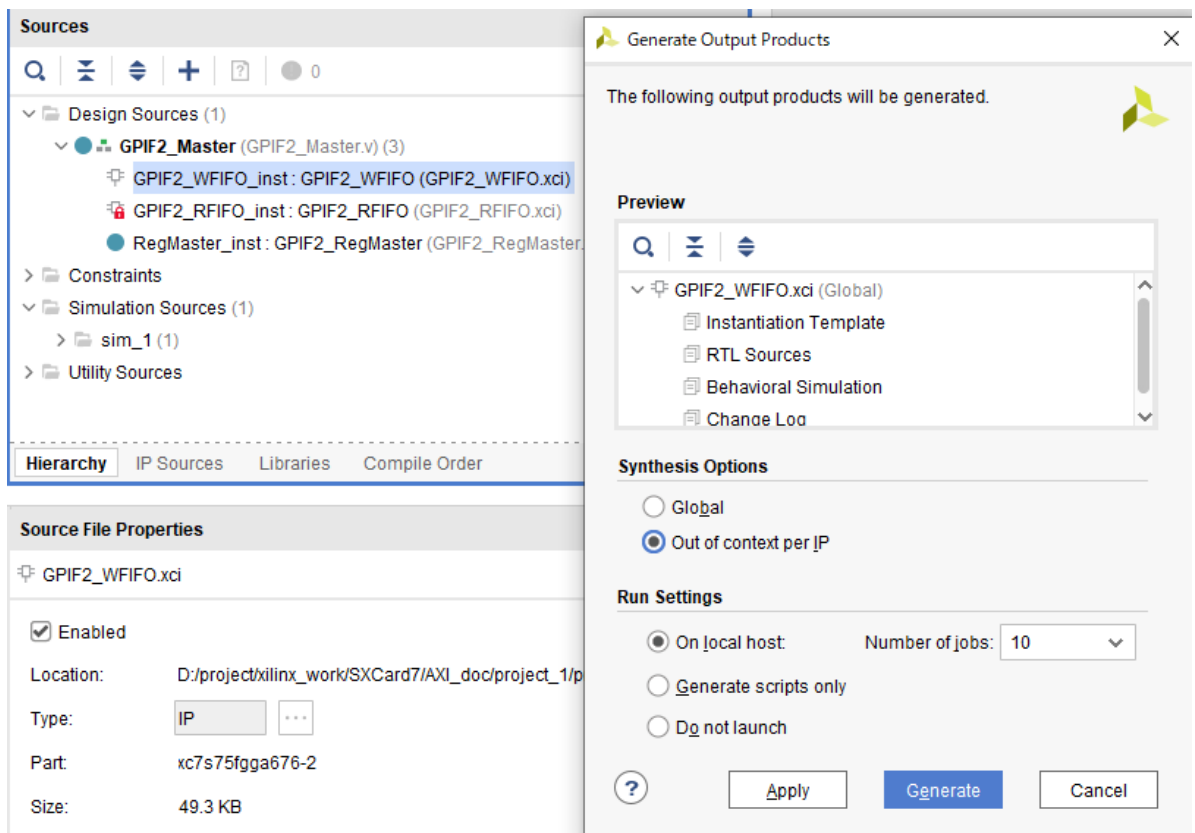 Sources
0
Design Sources (1)
GPIF2_Master (GPIF2_Master.v) (3)
GPIF2_WFIFO_inst : GPIF2_WFIFO (GPIF2_WFIFO.xci)
GPIF2_RFIFO_inst : GPIF2_RFIFO (GPIF2_RFIFO.xci)
RegMaster_inst : GPIF2_RegMaster (GPIF2_RegMaster.
Constraints
Simulation Sources (1)
sim_1 (1)
Utility Sources
Hierarchy IP Sources Libraries Compile Order
Source File Properties
GPIF2_WFIFO.xci
Enabled
Location: D:/project/xilinx_work/SXCard7/AXI_doc/project_1/p
Type: IP ...
Part: xc7s75fgga676-2
Size: 49.3 KB
Generate Output Products
The following output products will be generated.
Preview
GPIF2_WFIFO.xci (Global)
Instantiation Template
RTL Sources
Behavioral Simulation
Change Log
Synthesis Options
Global
Out of context per IP
Run Settings
On local host: Number of jobs: 10
Generate scripts only
Do not launch
? Apply Generate Cancel